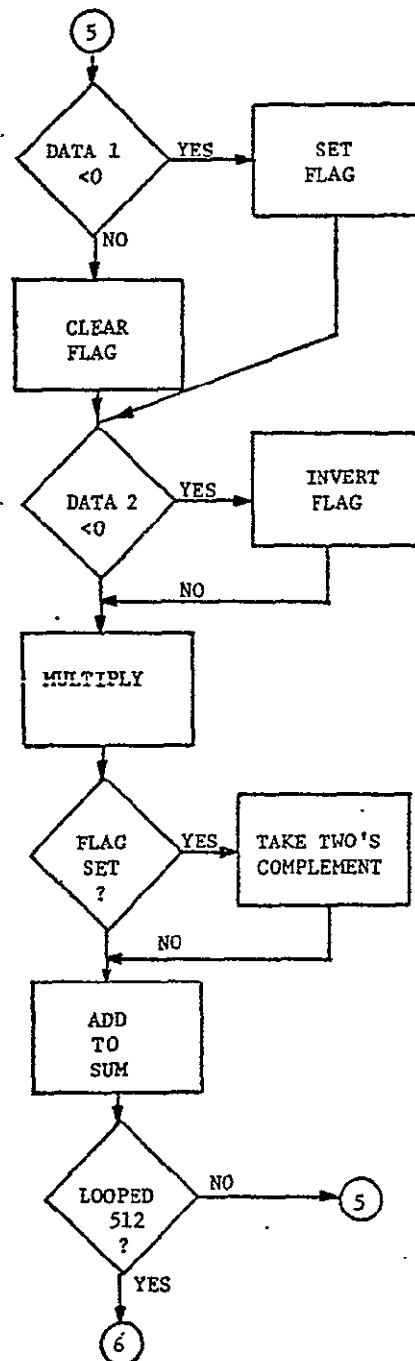 5
DATA 1
<0
YES
SET
FLAG
NO
CLEAR
FLAG
DATA 2
<0
YES
INVERT
FLAG
NO
MULTIPLY
FLAG
SET
?
YES
TAKE TWO'S
COMPLEMENT
NO
ADD
TO
SUM
LOOPED
512
?
NO
5
YES
6